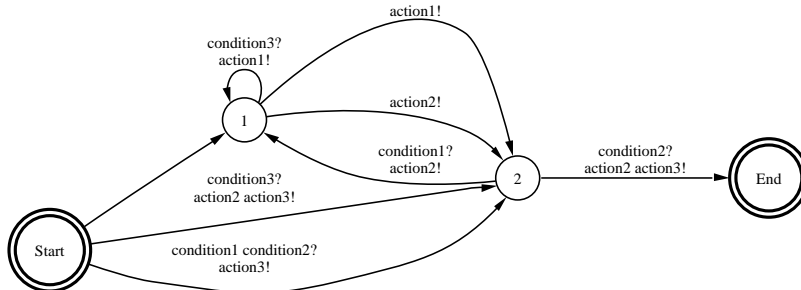 action1!
condition3?
action1!
1
action2!
condition1?
action2!
2
condition2?
action2 action3!
End
condition3?
action2 action3!
Start
condition1 condition2?
action3!